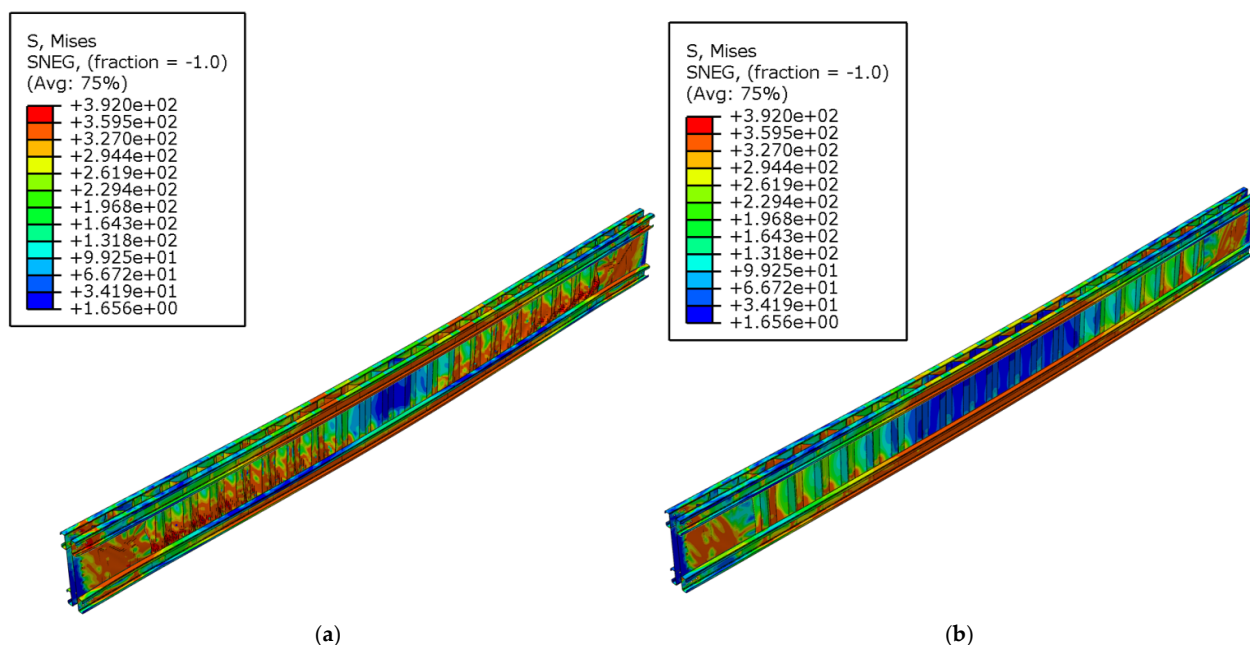 S, Mises
SNEG, (fraction = -1.0)
(Avg: 75%)
+3.920e+02
+3.595e+02
+3.270e+02
+2.944e+02
+2.619e+02
+2.294e+02
+1.968e+02
+1.643e+02
+1.318e+02
+9.925e+01
+6.672e+01
+3.419e+01
+1.656e+00
(a)
S, Mises
SNEG, (fraction = -1.0)
(Avg: 75%)
+3.920e+02
+3.595e+02
+3.270e+02
+2.944e+02
+2.619e+02
+2.294e+02
+1.968e+02
+1.643e+02
+1.318e+02
+9.925e+01
+6.672e+01
+3.419e+01
+1.656e+00
(b)